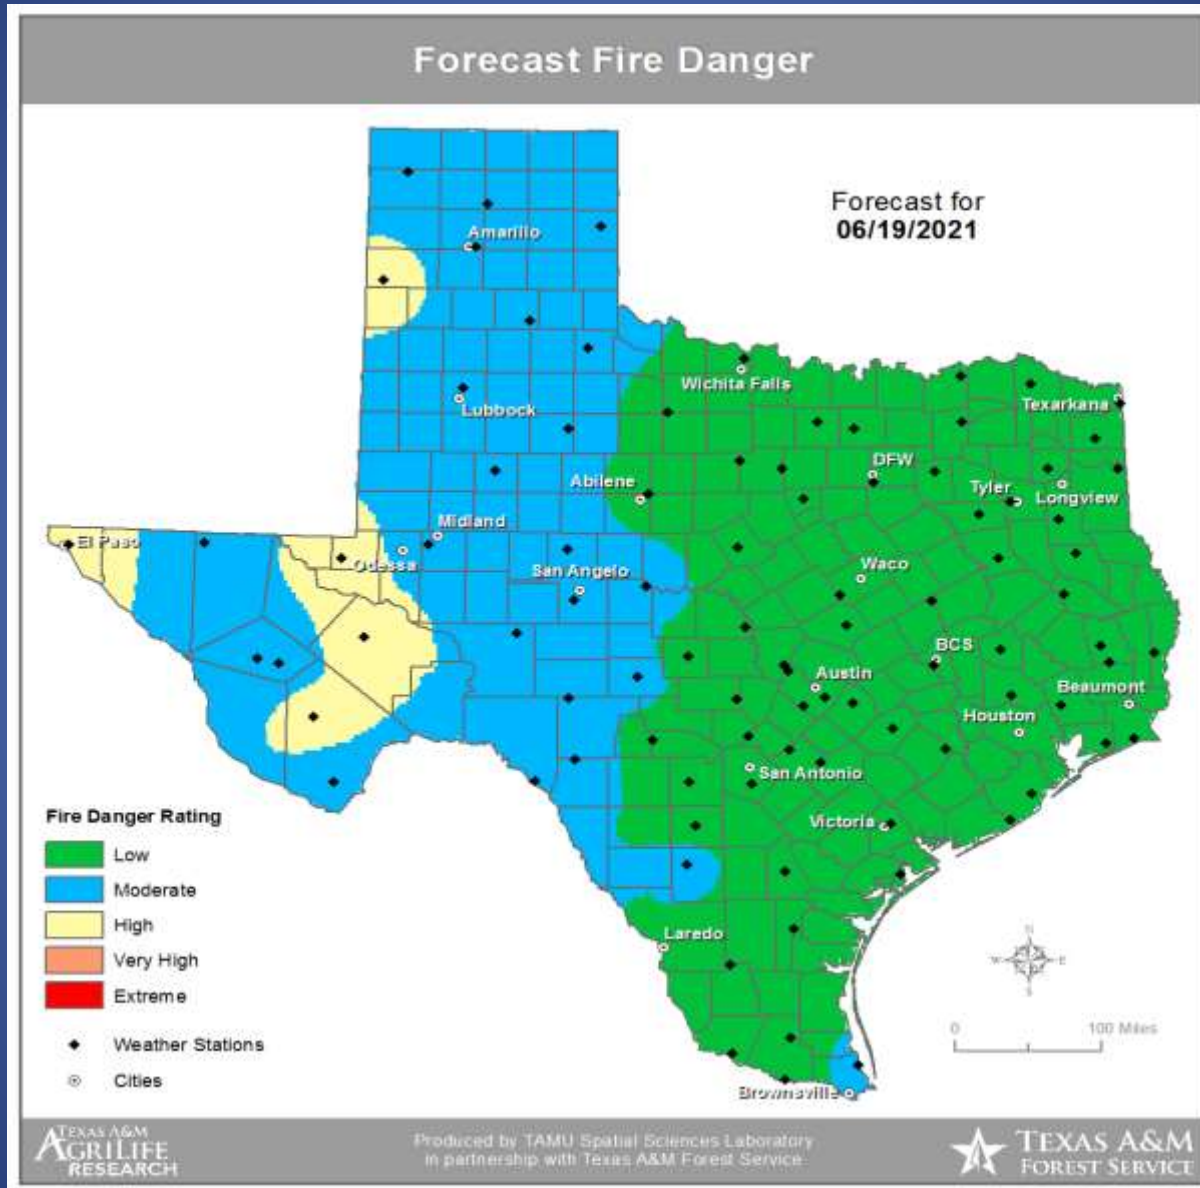 Forecast Fire Danger
Forecast for
06/19/2021
Amarillo
Wichita Falls
Lubbock
Texarkana
DFW
Abilene
Tyler
Longview
Midland
El Paso
Odessa
San Angelo
Waco
BCS
Austin
Beaumont
Houston
San Antonio
Victoria
Laredo
Brownsville
Fire Danger Rating
Low
Moderate
High
Very High
Extreme
Weather Stations
Cities
N
W E
S
0 100 Miles
TEXAS A&M
AGRILIFE
RESEARCH
Produced by TAMU Spatial Sciences Laboratory
in partnership with Texas A&M Forest Service
TEXAS A&M
FOREST SERVICE